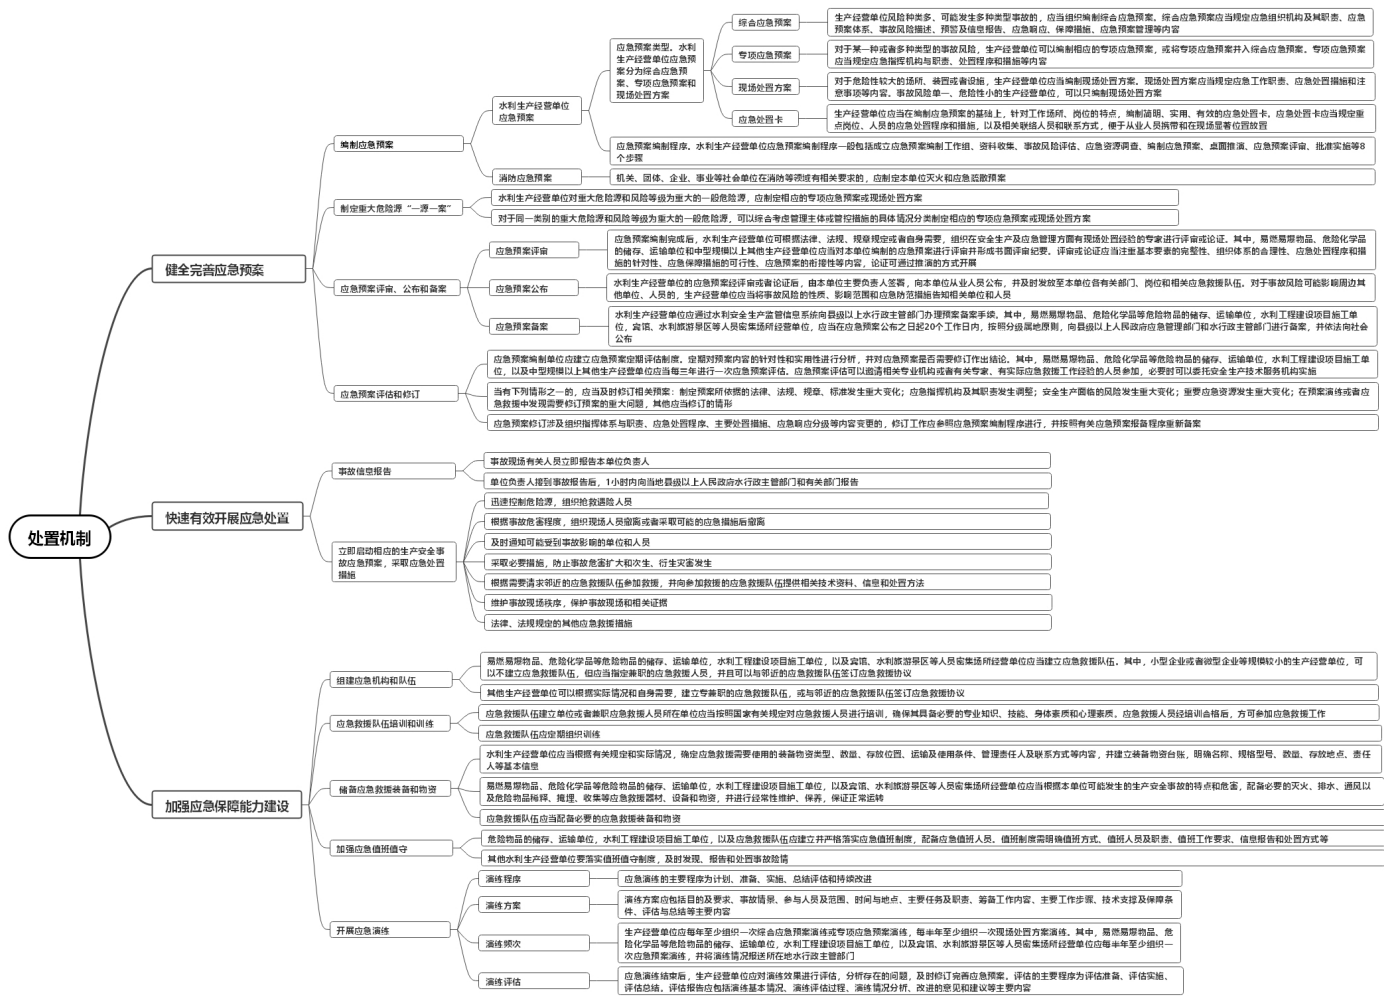 处置机制
健全完善应急预案
编制应急预案
水利生产经营单位
应急预案
应急预案类型。水利
生产经营单位应急预
案分为综合应急预
案、专项应急预案和
现场处置方案
综合应急预案
生产经营单位风险种类多、可能发生多种类型事故的，应当组织编制综合应急预案。综合应急预案应当规定应急组织机构及其职责、应急
预案体系、事故风险描述、预警及信息报告、应急响应、保障措施、应急预案管理等内容
专项应急预案
对于某一种或者多种类型的事故风险，生产经营单位可以编制相应的专项应急预案，或将专项应急预案并入综合应急预案。专项应急预案
应当规定应急指挥机构与职责、处置程序和措施等内容
现场处置方案
对于危险性较大的场所、装置或者设施，生产经营单位应当编制现场处置方案。现场处置方案应当规定应急工作职责、应急处置措施和注
意事项等内容。事故风险单一、危险性小的生产经营单位，可以只编制现场处置方案
应急处置卡
生产经营单位应当在编制应急预案的基础上，针对工作场所、岗位的特点，编制简明、实用、有效的应急处置卡。应急处置卡应当规定重
点岗位、人员的应急处置程序和措施，以及相关联络人员和联系方式，便于从业人员携带和在现场显著位置放置
应急预案编制程序。水利生产经营单位应急预案编制程序一般包括成立应急预案编制工作组、资料收集、事故风险评估、应急资源调查、编制应急预案、桌面推演、应急预案评审、批准实施等8
个步骤
消防应急预案
机关、团体、企业、事业等社会单位在消防等领域有相关要求的，应制定本单位灭火和应急疏散预案
制定重大危险源“一源一案”
水利生产经营单位对重大危险源和风险等级为重大的一般危险源，应制定相应的专项应急预案或现场处置方案
对于同一类别的重大危险源和风险等级为重大的一般危险源，可以综合考虑管理主体或管控措施的具体情况分类制定相应的专项应急预案或现场处置方案
应急预案评审、公布和备案
应急预案评审
应急预案编制完成后，水利生产经营单位可根据法律、法规、规章规定或者自身需要，组织在安全生产及应急管理方面有现场处置经验的专家进行评审或论证。其中，易燃易爆物品、危险化学品
的储存、运输单位和中型规模以上其他生产经营单位应当对本单位编制的应急预案进行评审并形成书面评审纪要。评审或论证应当注重基本要素的完整性、组织体系的合理性、应急处置程序和措
施的针对性、应急保障措施的可行性、应急预案的衔接性等内容，论证可通过推演的方式开展
应急预案公布
水利生产经营单位的应急预案经评审或者论证后，由本单位主要负责人签署，向本单位从业人员公布，并及时发放至本单位各有关部门、岗位和相关应急救援队伍。对于事故风险可能影响周边其
他单位、人员的，生产经营单位应当将事故风险的性质、影响范围和应急防范措施告知相关单位和人员
应急预案备案
水利生产经营单位应通过水利安全生产监管信息系统向县级以上水行政主管部门办理预案备案手续。其中，易燃易爆物品、危险化学品等危险物品的储存、运输单位，水利工程建设项目施工单
位，宾馆、水利旅游景区等人员密集场所经营单位，应当在应急预案公布之日起20个工作日内，按照分级属地原则，向县级以上人民政府应急管理部门和水行政主管部门进行备案，并依法向社会
公布
应急预案评估和修订
应急预案编制单位应建立应急预案定期评估制度。定期对预案内容的针对性和实用性进行分析，并对应急预案是否需要修订作出结论。其中，易燃易爆物品、危险化学品等危险物品的储存、运输单位，水利工程建设项目施工单
位，以及中型规模以上其他生产经营单位应当每三年进行一次应急预案评估。应急预案评估可以邀请相关专业机构或者有关专家、有实际应急救援工作经验的人员参加，必要时可以委托安全生产技术服务机构实施
当有下列情形之一的，应当及时修订相关预案：制定预案所依据的法律、法规、规章、标准发生重大变化；应急指挥机构及其职责发生调整；安全生产面临的风险发生重大变化；重要应急资源发生重大变化；在预案演练或者应
急救援中发现需要修订预案的重大问题，其他应当修订的情形
应急预案修订涉及组织指挥体系与职责、应急处置程序、主要处置措施、应急响应分级等内容变更的，修订工作应参照应急预案编制程序进行，并按照有关应急预案报备程序重新备案
快速有效开展应急处置
事故信息报告
事故现场有关人员立即报告本单位负责人
单位负责人接到事故报告后，1小时内向当地县级以上人民政府水行政主管部门和有关部门报告
立即启动相应的生产安全事
故应急预案，采取应急处置
措施
迅速控制危险源，组织抢救遇险人员
根据事故危害程度，组织现场人员撤离或者采取可能的应急措施后撤离
及时通知可能受到事故影响的单位和人员
采取必要措施，防止事故危害扩大和次生、衍生灾害发生
根据需要请求邻近的应急救援队伍参加救援，并向参加救援的应急救援队伍提供相关技术资料、信息和处置方法
维护事故现场秩序，保护事故现场和相关证据
法律、法规规定的其他应急救援措施
加强应急保障能力建设
组建应急机构和队伍
易燃易爆物品、危险化学品等危险物品的储存、运输单位，水利工程建设项目施工单位，以及宾馆、水利旅游景区等人员密集场所经营单位应当建立应急救援队伍。其中，小型企业或者微型企业等规模较小的生产经营单位，可
以不建立应急救援队伍，但应当指定兼职的应急救援人员，并且可以与邻近的应急救援队伍签订应急救援协议
其他生产经营单位可以根据实际情况和自身需要，建立专兼职的应急救援队伍，或与邻近的应急救援队伍签订应急救援协议
应急救援队伍培训和训练
应急救援队伍建立单位或者兼职应急救援人员所在单位应当按照国家有关规定对应急救援人员进行培训，确保其具备必要的专业知识、技能、身体素质和心理素质。应急救援人员经培训合格后，方可参加应急救援工作
应急救援队伍应定期组织训练
储备应急救援装备和物资
水利生产经营单位应当根据有关规定和实际情况，确定应急救援需要使用的装备物资类型、数量、存放位置、运输及使用条件、管理责任人及联系方式等内容，并建立装备物资台账，明确名称、规格型号、数量、存放地点、责任
人等基本信息
易燃易爆物品、危险化学品等危险物品的储存、运输单位，水利工程建设项目施工单位，以及宾馆、水利旅游景区等人员密集场所经营单位应当根据本单位可能发生的生产安全事故的特点和危害，配备必要的灭火、排水、通风以
及危险物品稀释、掩埋、收集等应急救援器材、设备和物资，并进行经常性维护、保养，保证正常运转
应急救援队伍应当配备必要的应急救援装备和物资
加强应急值班值守
危险物品的储存、运输单位，水利工程建设项目施工单位，以及应急救援队伍应建立并严格落实应急值班制度，配备应急值班人员。值班制度需明确值班方式、值班人员及职责、值班工作要求、信息报告和处置方式等
其他水利生产经营单位要落实值班值守制度，及时发现、报告和处置事故险情
开展应急演练
演练程序
应急演练的主要程序为计划、准备、实施、总结评估和持续改进
演练方案
演练方案应包括目的及要求、事故情景、参与人员及范围、时间与地点、主要任务及职责、筹备工作内容、主要工作步骤、技术支撑及保障条
件、评估与总结等主要内容
演练频次
生产经营单位应每年至少组织一次综合应急预案演练或专项应急预案演练，每半年至少组织一次现场处置方案演练。其中，易燃易爆物品、危
险化学品等危险物品的储存、运输单位，水利工程建设项目施工单位，以及宾馆、水利旅游景区等人员密集场所经营单位应每半年至少组织一
次应急预案演练，并将演练情况报送所在地水行政主管部门
演练评估
应急演练结束后，生产经营单位应对演练效果进行评估，分析存在的问题，及时修订完善应急预案。评估的主要程序为评估准备、评估实施、
评估总结。评估报告应包括演练基本情况、演练评估过程、演练情况分析、改进的意见和建议等主要内容